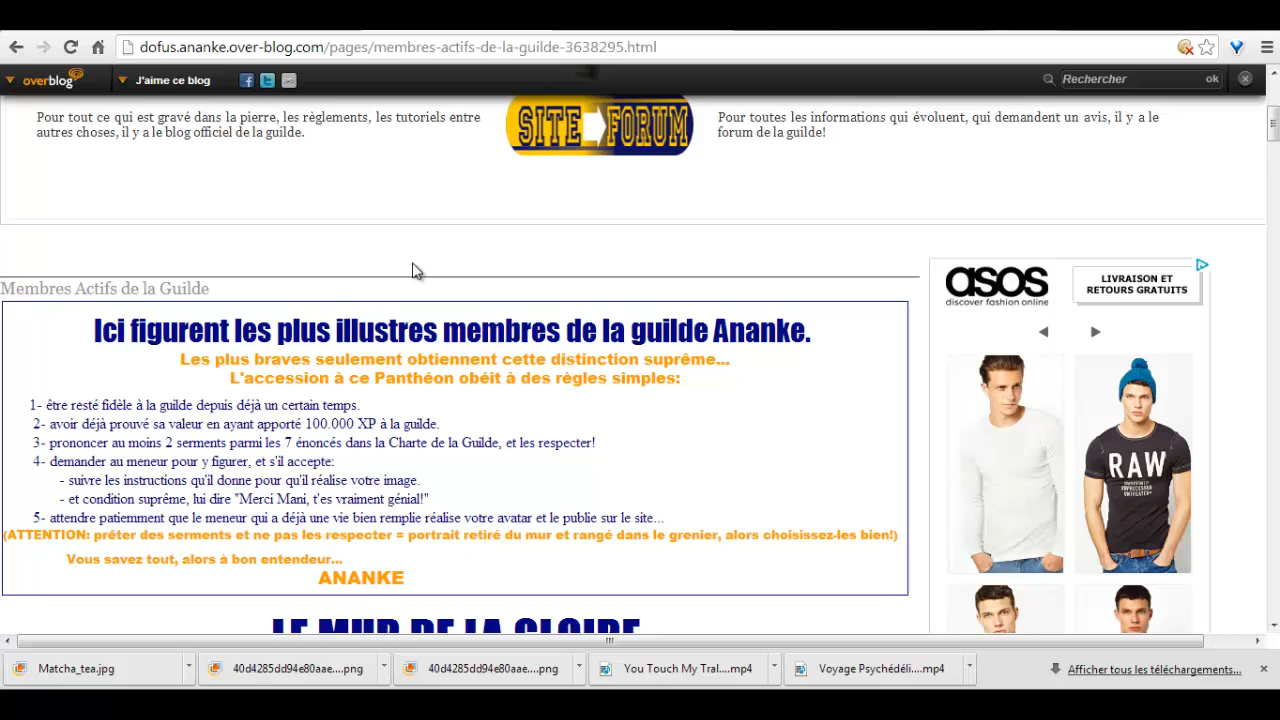 dofus.ananke.over-blog.com/pages/membres-actifs-de-la-guilde-3638295.html
overblog
J'aime ce blog
Rechercher
ok
Pour tout ce qui est gravé dans la pierre, les règlements, les tutoriels entre
autres choses, il y a le blog officiel de la guilde.
SITE FORUM
Pour toutes les informations qui évoluent, qui demandent un avis, il y a le
forum de la guilde!
Membres Actifs de la Guilde
Ici figurent les plus illustres membres de la guilde Ananke.
Les plus braves seulement obtiennent cette distinction suprême...
L'accession à ce Panthéon obéit à des règles simples:
1- être resté fidèle à la guilde depuis déjà un certain temps.
2- avoir déjà prouvé sa valeur en ayant apporté 100.000 XP à la guilde.
3- prononcer au moins 2 serments parmi les 7 énoncés dans la Charte de la Guilde, et les respecter!
4- demander au meneur pour y figurer, et s'il accepte:
- suivre les instructions qu'il donne pour qu'il réalise votre image.
- et condition suprême, lui dire "Merci Mani, t'es vraiment génial!"
5- attendre patiemment que le meneur qui a déjà une vie bien remplie réalise votre avatar et le publie sur le site...
(ATTENTION: prêter des serments et ne pas les respecter = portrait retiré du mur et rangé dans le grenier, alors choisissez-les bien!)
Vous savez tout, alors à bon entendeur...
ANANKE
LE MUR DE LA GLOIRE
asos
discover fashion online
LIVRAISON ET
RETOURS GRATUITS
RAW
Matcha_tea.jpg
40d4285dd94e80aae....png
40d4285dd94e80aae....png
You Touch My Tral....mp4
Voyage Psychédéli....mp4
Afficher tous les téléchargements...